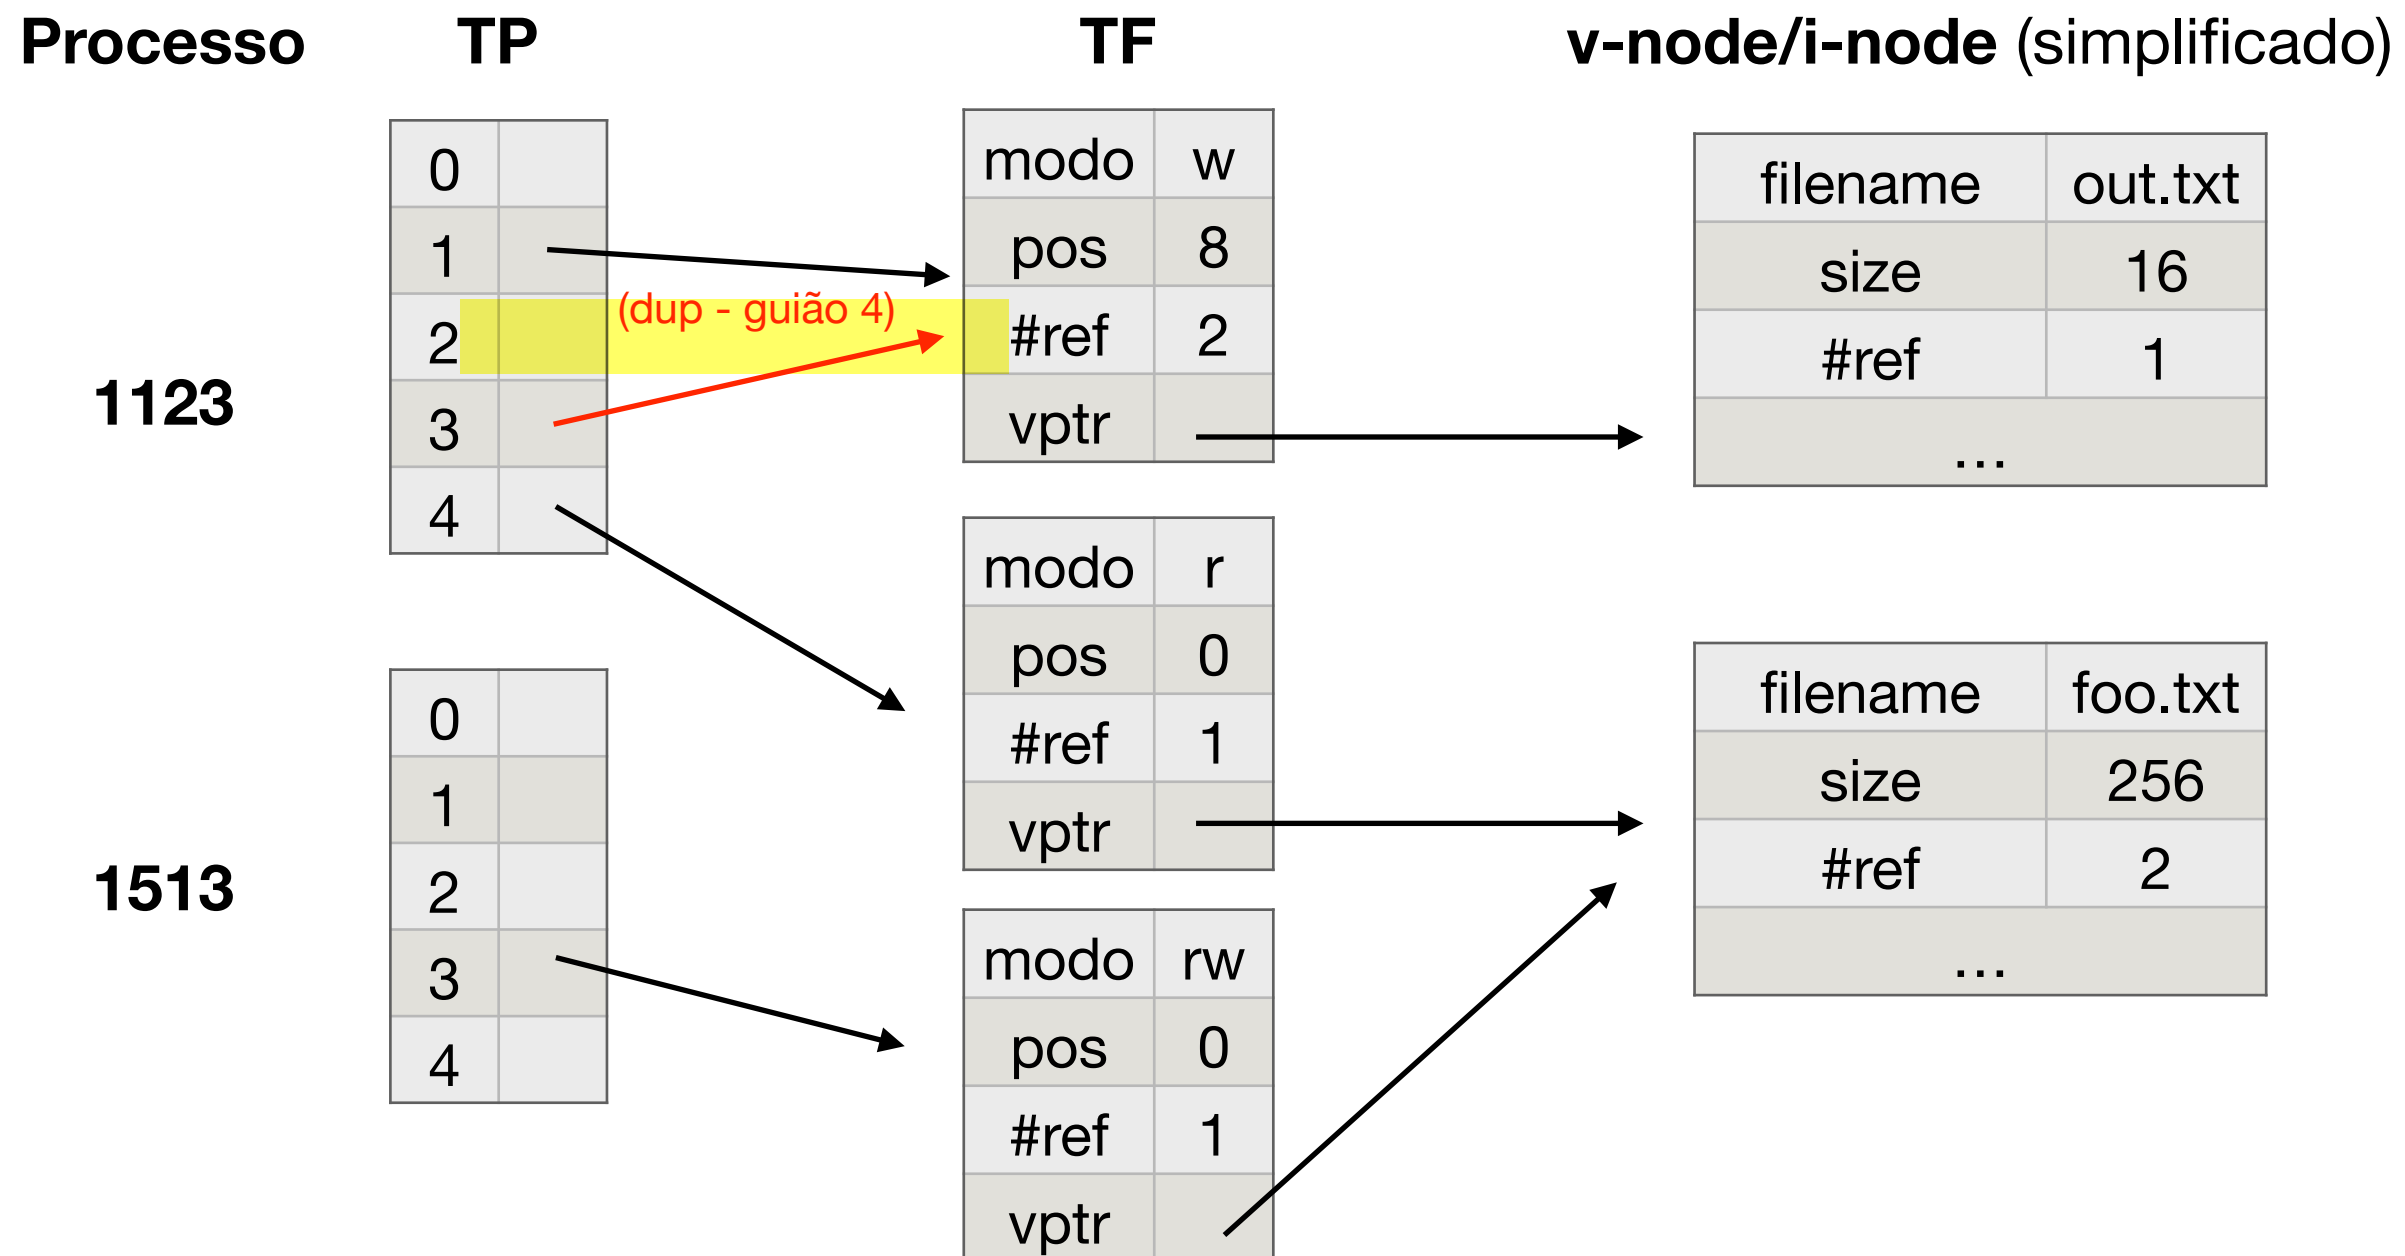 Processo TP TF v-node/i-node (simplificado)
1123
0
1
2
3
4
(dup - guião 4)
modo w
pos 8
#ref 2
vptr
filename out.txt
size 16
#ref 1
...
modo r
pos 0
#ref 1
vptr
1513
0
1
2
3
4
modo rw
pos 0
#ref 1
vptr
filename foo.txt
size 256
#ref 2
...